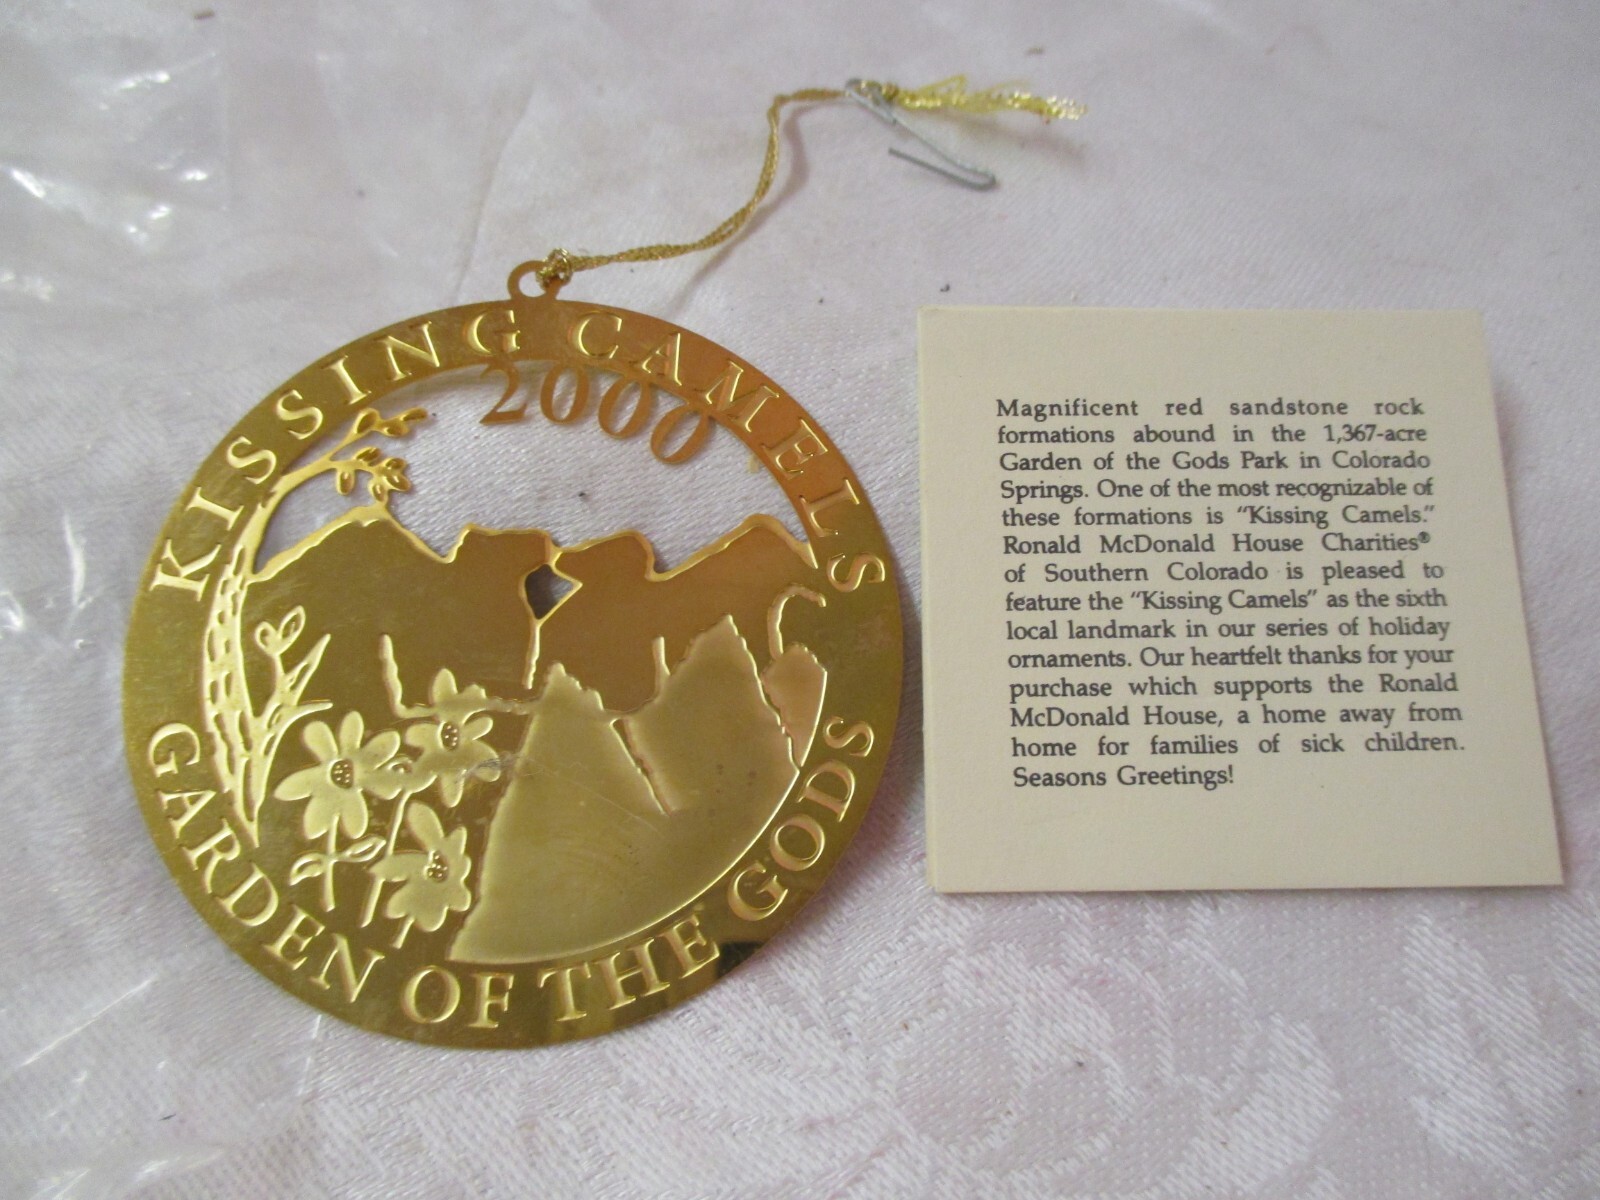 KISSING CAMELS
2000
GARDEN OF THE GODS
Magnificent red sandstone rock
formations abound in the 1,367-acre
Garden of the Gods Park in Colorado
Springs. One of the most recognizable of
these formations is “Kissing Camels.”
Ronald McDonald House Charities®
of Southern Colorado is pleased to
feature the “Kissing Camels” as the sixth
local landmark in our series of holiday
ornaments. Our heartfelt thanks for your
purchase which supports the Ronald
McDonald House, a home away from
home for families of sick children.
Seasons Greetings!